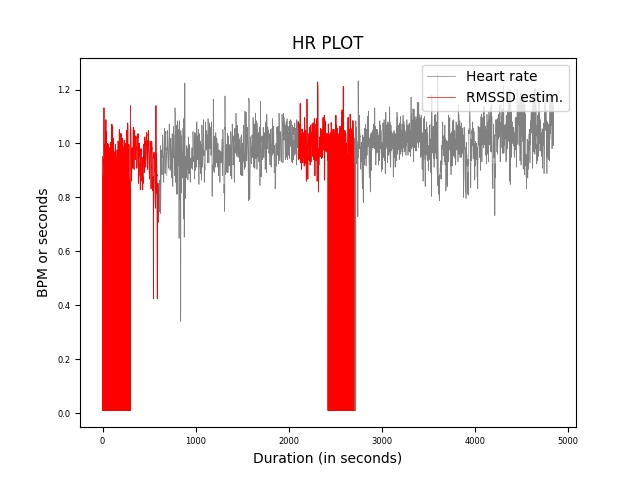 HR PLOT
Heart rate
RMSSD estim.
BPM or seconds
1.2
1.0
0.8
0.6
0.4
0.2
0.0
0 1000 2000 3000 4000 5000
Duration (in seconds)